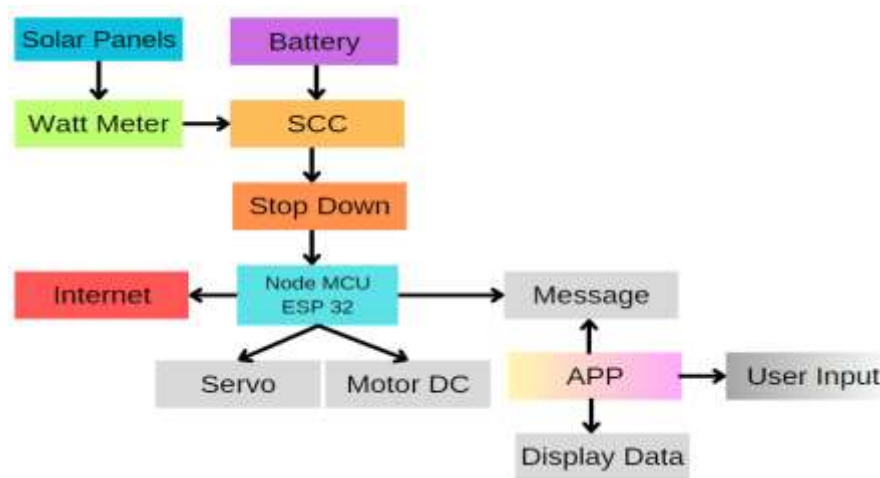 Solar Panels
Battery
Watt Meter
SCC
Stop Down
Internet
Node MCU
ESP 32
Message
Servo
Motor DC
APP
User Input
Display Data